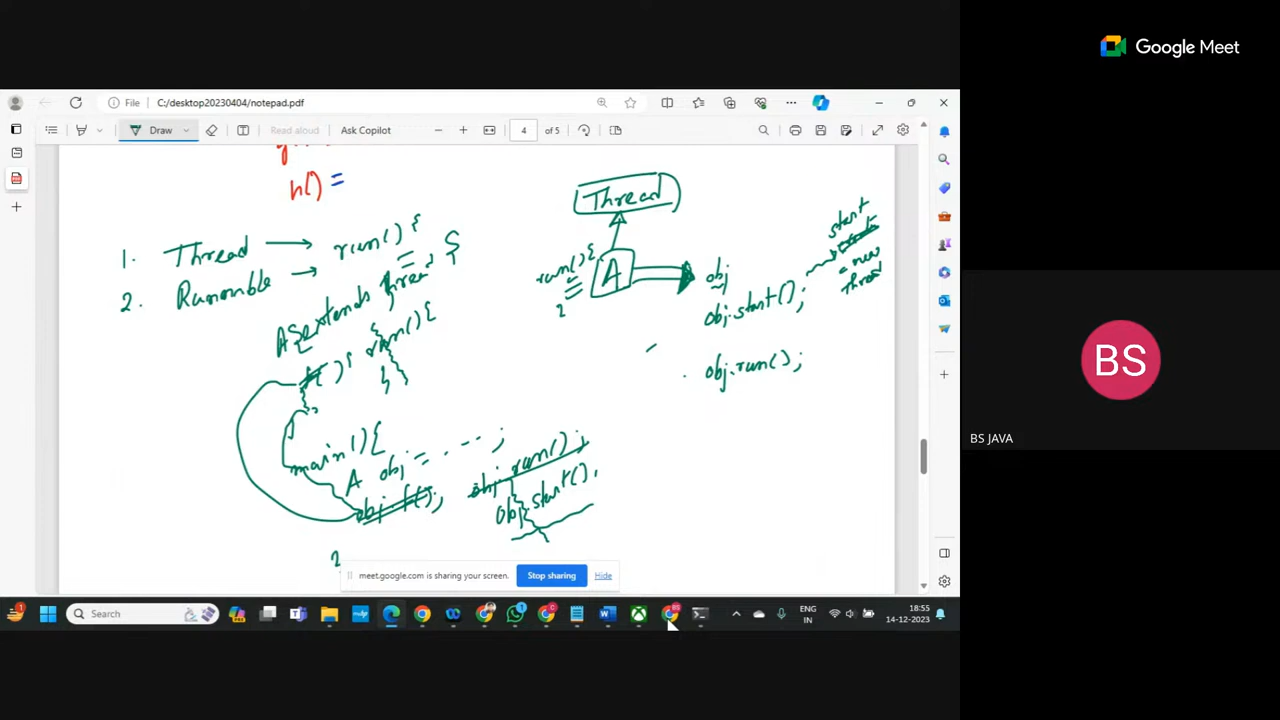 Google Meet
File C:/desktop20230404/notepad.pdf
Draw Read aloud Ask Copilot 4 of 5
h() =
1. Thread → run() {
2. Runnable →
A extends Thread
run() {
main() {
A obj = - - - - ;
obj.f();
obj.run();
obj.start();
Thread
run() {
A
obj
obj.start();
start
a new
thread
obj.run();
BS
BS JAVA
meet.google.com is sharing your screen. Stop sharing Hide
Search
ENG
IN
18:55
14-12-2023